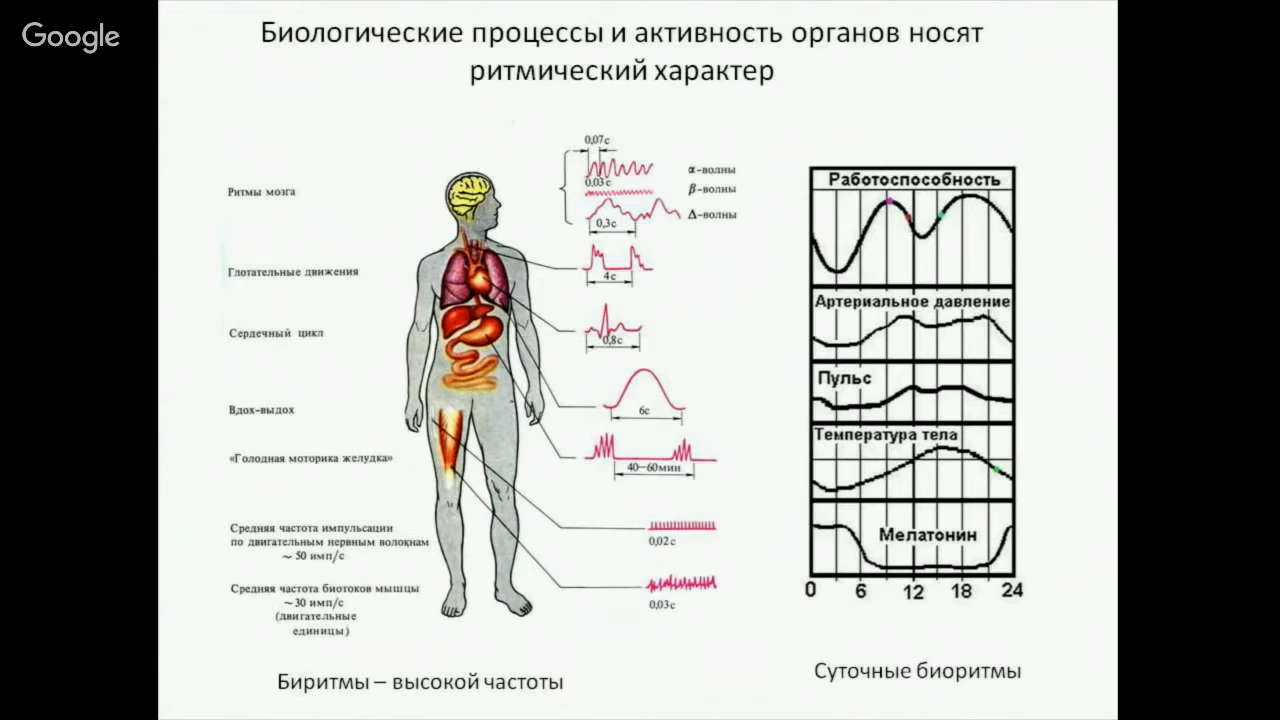 Google
Биологические процессы и активность органов носят
ритмический характер
0,07с
α-волны
Ритмы мозга
0,03с
β-волны
Δ-волны
0,3с
Глотательные движения
4с
Сердечный цикл
0,8с
Вдох-выдох
6с
«Голодная моторика желудка»
40—60мин
Средняя частота импульсации
по двигательным нервным волокнам
~ 50 имп/с
0,02с
Средняя частота биотоков мышцы
~30 имп/с
(двигательные
единицы)
0,03с
Биритмы – высокой частоты
Работоспособность
Артериальное давление
Пульс
Температура тела
Мелатонин
0 6 12 18 24
Суточные биоритмы